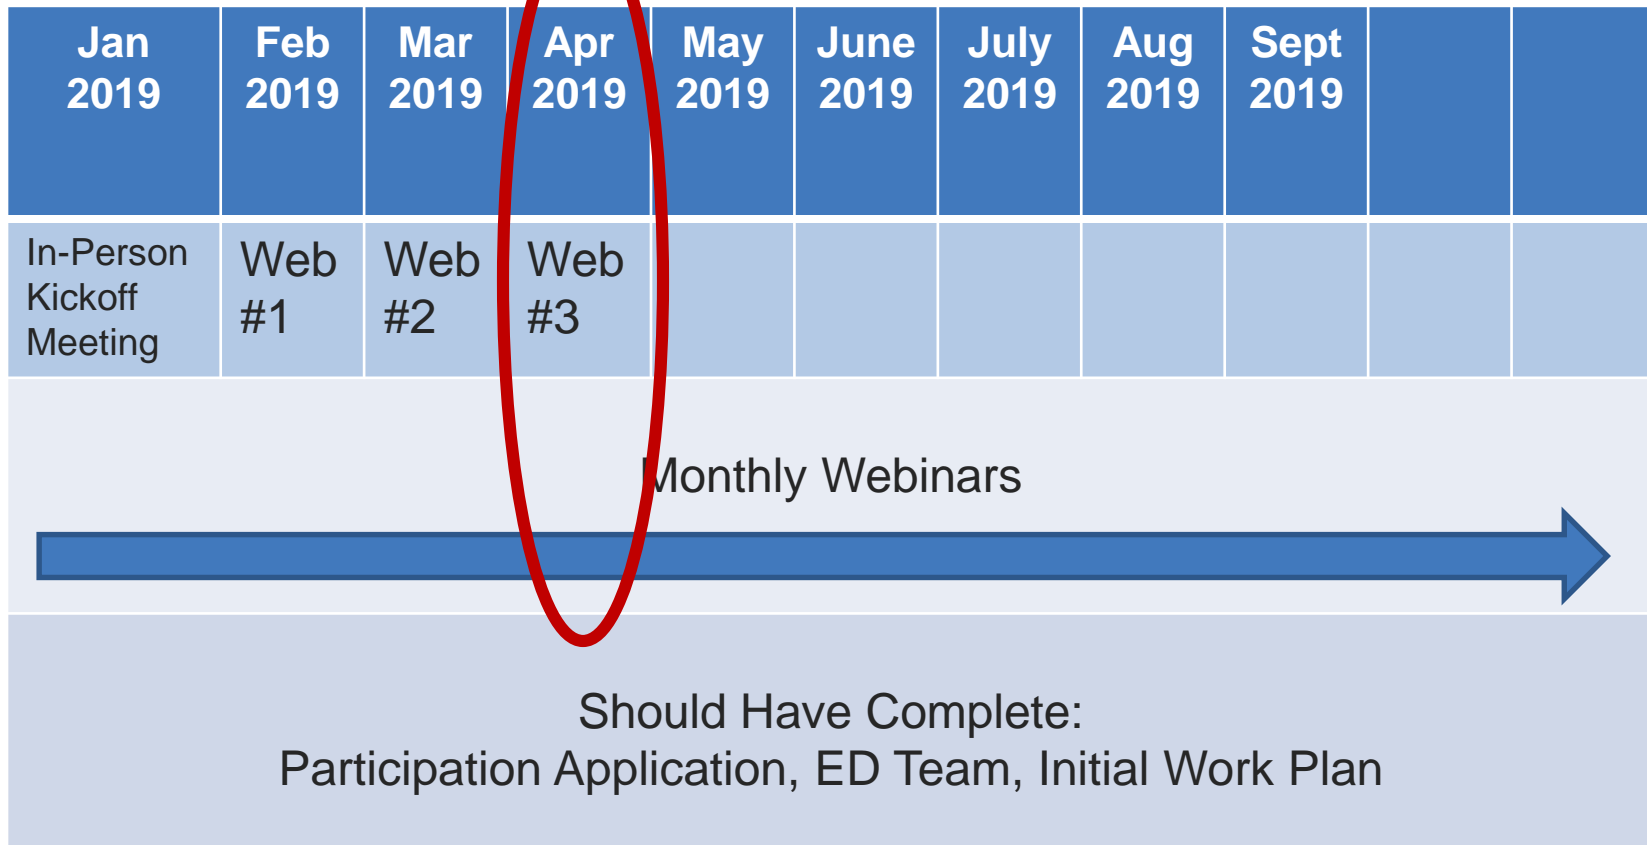 Jan
2019
Feb
2019
Mar
2019
Apr
2019
May
2019
June
2019
July
2019
Aug
2019
Sept
2019
In-Person
Kickoff
Meeting
Web
#1
Web
#2
Web
#3
Monthly Webinars
Should Have Complete:
Participation Application, ED Team, Initial Work Plan